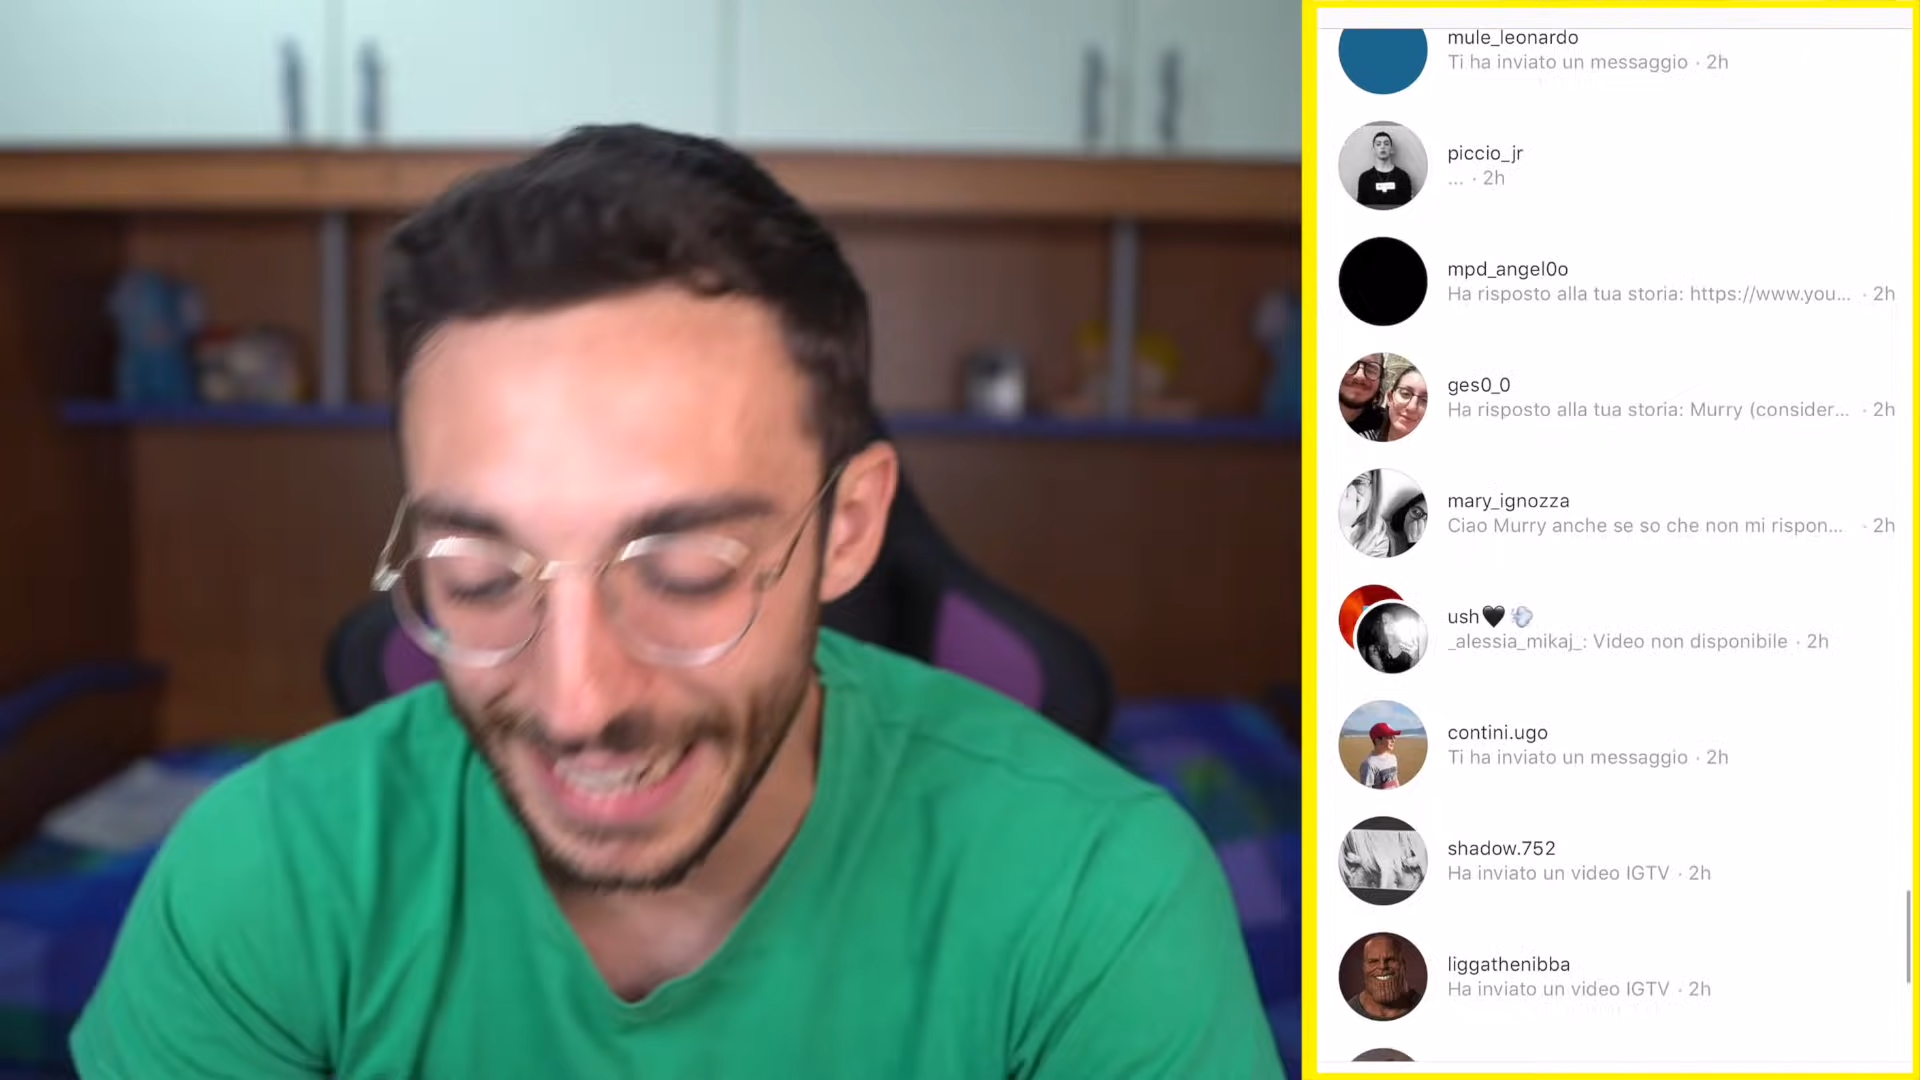 mule_leonardo
Ti ha inviato un messaggio · 2h
piccio_jr
... · 2h
mpd_angel0o
Ha risposto alla tua storia: https://www.you... · 2h
ges0_0
Ha risposto alla tua storia: Murry (consider... · 2h
mary_ignozza
Ciao Murry anche se so che non mi rispon... · 2h
ush🖤💨
_alessia_mikaj_: Video non disponibile · 2h
contini.ugo
Ti ha inviato un messaggio · 2h
shadow.752
Ha inviato un video IGTV · 2h
liggathenibba
Ha inviato un video IGTV · 2h